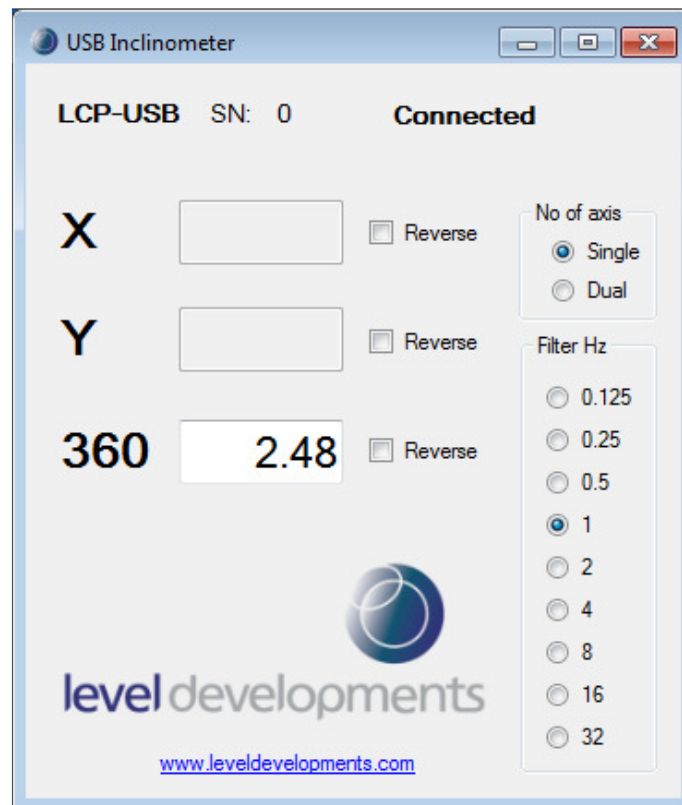 USB Inclinometer
LCP-USB SN: 0 Connected
X Reverse
Y Reverse
360 2.48 Reverse
No of axis
Single
Dual
Filter Hz
0.125
0.25
0.5
1
2
4
8
16
32
level developments
www.leveldevelopments.com